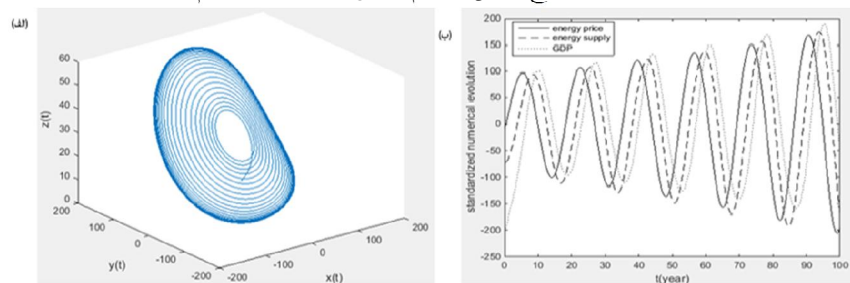 (الف)
60
50
40
30
20
10
0
z(t)
200
100
0
-100
-200
y(t)
-200
-100
0
100
200
x(t)
(ب)
200
150
100
50
0
-50
-100
-150
-200
-250
standardized numerical evolution
energy price
energy supply
GDP
0 10 20 30 40 50 60 70 80 90 100
t(year)